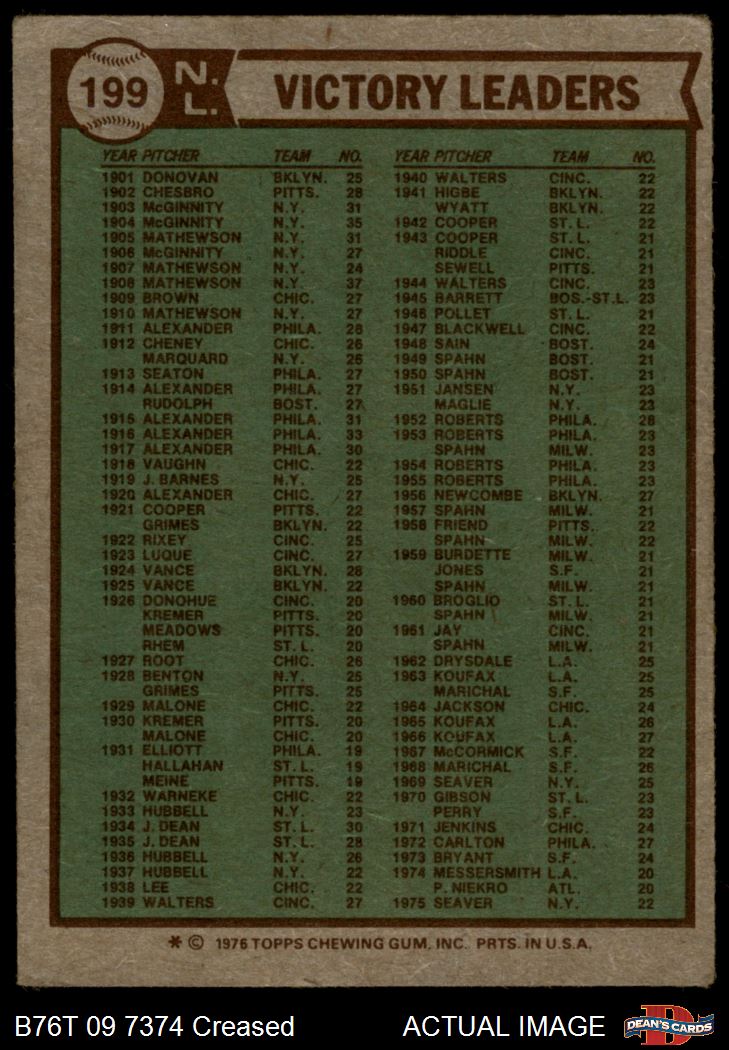 199 N.L. VICTORY LEADERS
YEAR PITCHER TEAM NO.
1901 DONOVAN BKLYN. 25
1902 CHESBRO PITTS. 28
1903 McGINNITY N.Y. 31
1904 McGINNITY N.Y. 35
1905 MATHEWSON N.Y. 31
1906 McGINNITY N.Y. 27
1907 MATHEWSON N.Y. 24
1908 MATHEWSON N.Y. 37
1909 BROWN CHIC. 27
1910 MATHEWSON N.Y. 27
1911 ALEXANDER PHILA. 28
1912 CHENEY CHIC. 26
MARQUARD N.Y. 26
1913 SEATON PHILA. 27
1914 ALEXANDER PHILA. 27
RUDOLPH BOST. 27
1915 ALEXANDER PHILA. 31
1916 ALEXANDER PHILA. 33
1917 ALEXANDER PHILA. 30
1918 VAUGHN CHIC. 22
1919 J. BARNES N.Y. 25
1920 ALEXANDER CHIC. 27
1921 COOPER PITTS. 22
GRIMES BKLYN. 22
1922 RIXEY CINC. 25
1923 LUQUE CINC. 27
1924 VANCE BKLYN. 28
1925 VANCE BKLYN. 22
1926 DONOHUE CINC. 20
KREMER PITTS. 20
MEADOWS PITTS. 20
RHEM ST. L. 20
1927 ROOT CHIC. 26
1928 BENTON N.Y. 25
GRIMES PITTS. 25
1929 MALONE CHIC. 22
1930 KREMER PITTS. 20
MALONE CHIC. 20
1931 ELLIOTT PHILA. 19
HALLAHAN ST. L. 19
MEINE PITTS. 19
1932 WARNEKE CHIC. 22
1933 HUBBELL N.Y. 23
1934 J. DEAN ST. L. 30
1935 J. DEAN ST. L. 28
1936 HUBBELL N.Y. 26
1937 HUBBELL N.Y. 22
1938 LEE CHIC. 22
1939 WALTERS CINC. 27
YEAR PITCHER TEAM NO.
1940 WALTERS CINC. 22
1941 HIGBE BKLYN. 22
WYATT BKLYN. 22
1942 COOPER ST. L. 22
1943 COOPER ST. L. 21
RIDDLE CINC. 21
SEWELL PITTS. 21
1944 WALTERS CINC. 23
1945 BARRETT BOS.-ST.L. 23
1946 POLLET ST. L. 21
1947 BLACKWELL CINC. 22
1948 SAIN BOST. 24
1949 SPAHN BOST. 21
1950 SPAHN BOST. 21
1951 JANSEN N.Y. 23
MAGLIE N.Y. 23
1952 ROBERTS PHILA. 28
1953 ROBERTS PHILA. 23
SPAHN MILW. 23
1954 ROBERTS PHILA. 23
1955 ROBERTS PHILA. 23
1956 NEWCOMBE BKLYN. 27
1957 SPAHN MILW. 21
1958 FRIEND PITTS. 22
SPAHN MILW. 22
1959 BURDETTE MILW. 21
JONES S.F. 21
SPAHN MILW. 21
1960 BROGLIO ST. L. 21
SPAHN MILW. 21
1961 JAY CINC. 21
SPAHN MILW. 21
1962 DRYSDALE L.A. 25
1963 KOUFAX L.A. 25
MARICHAL S.F. 25
1964 JACKSON CHIC. 24
1965 KOUFAX L.A. 26
1966 KOUFAX L.A. 27
1967 McCORMICK S.F. 22
1968 MARICHAL S.F. 26
1969 SEAVER N.Y. 25
1970 GIBSON ST. L. 23
PERRY S.F. 23
1971 JENKINS CHIC. 24
1972 CARLTON PHILA. 27
1973 BRYANT S.F. 24
1974 MESSERSMITH L.A. 20
P. NIEKRO ATL. 20
1975 SEAVER N.Y. 22
* © 1976 TOPPS CHEWING GUM, INC. PRTS. IN U.S.A.
B76T 09 7374 Creased ACTUAL IMAGE
D
DEAN'S CARDS